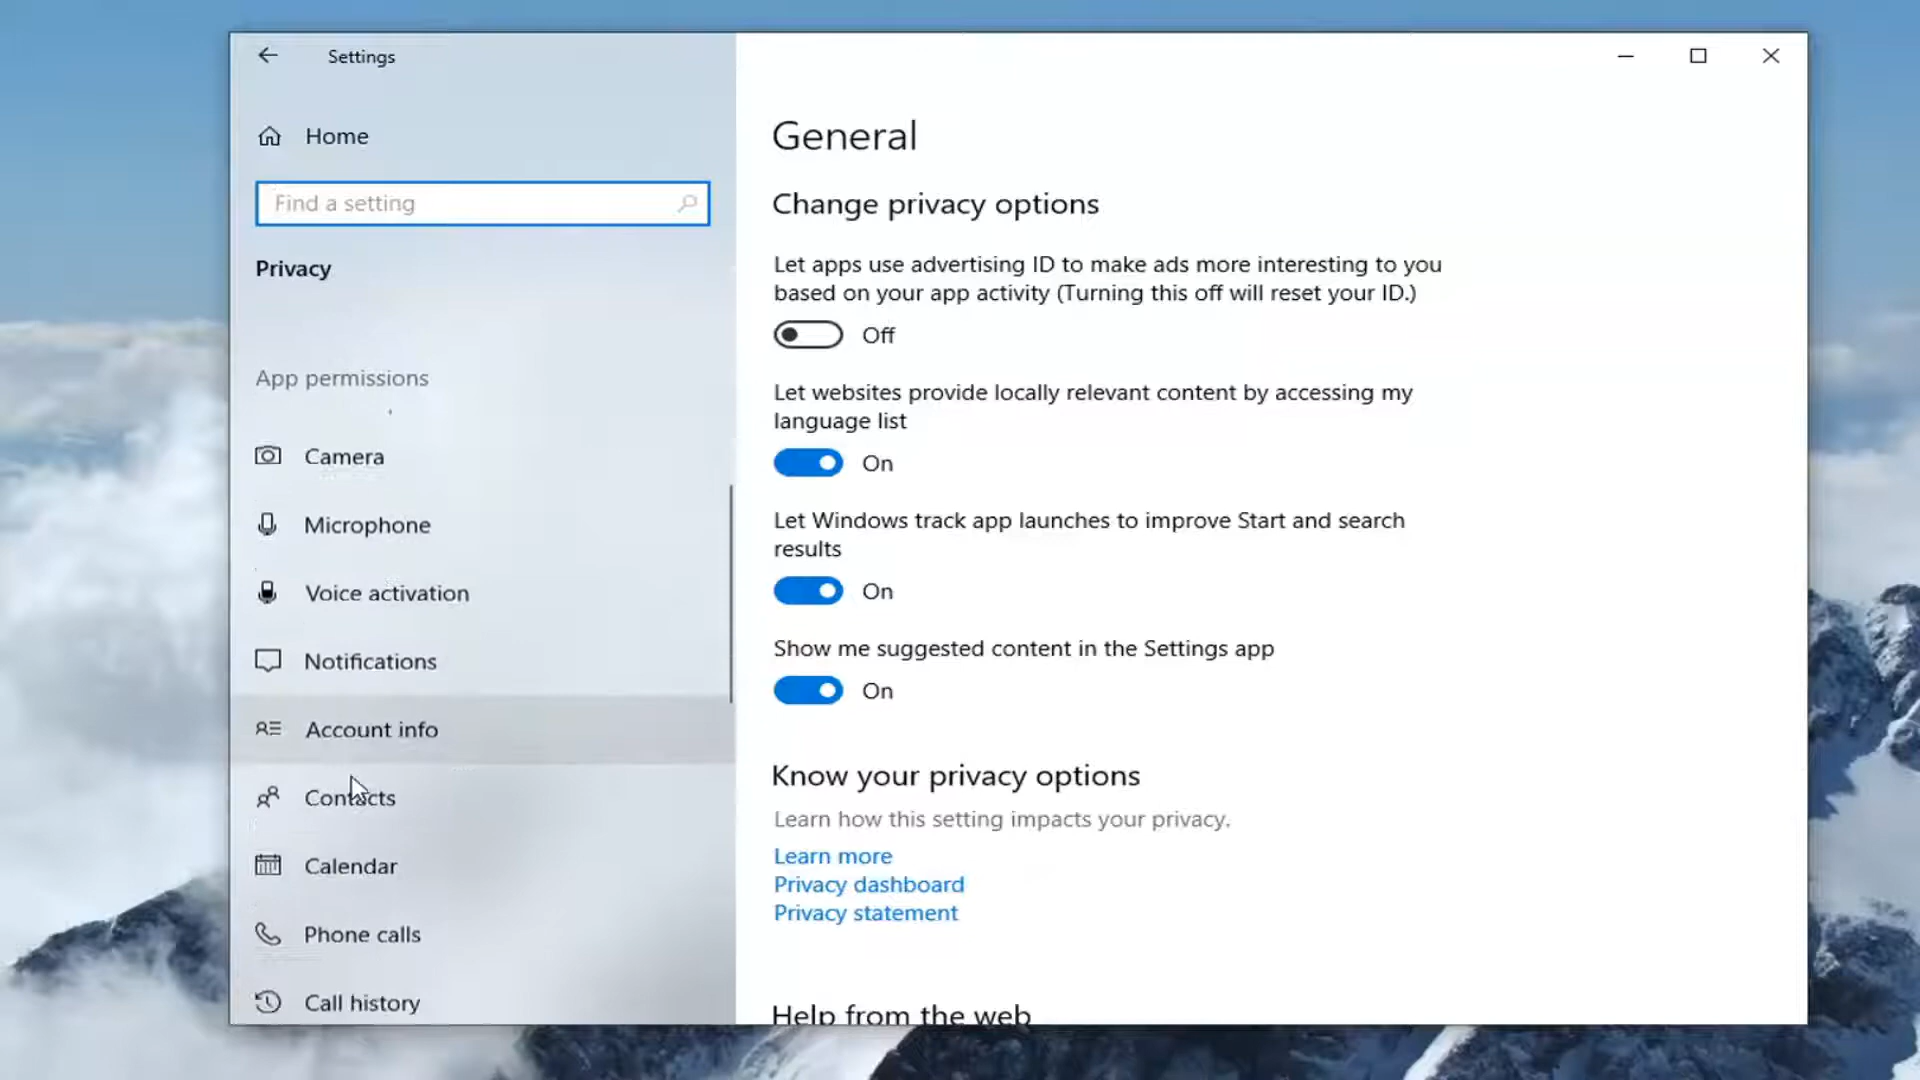 Settings
Home
Find a setting
Privacy
App permissions
Camera
Microphone
Voice activation
Notifications
Account info
Contacts
Calendar
Phone calls
Call history
General
Change privacy options
Let apps use advertising ID to make ads more interesting to you
based on your app activity (Turning this off will reset your ID.)
Off
Let websites provide locally relevant content by accessing my
language list
On
Let Windows track app launches to improve Start and search
results
On
Show me suggested content in the Settings app
On
Know your privacy options
Learn how this setting impacts your privacy.
Learn more
Privacy dashboard
Privacy statement
Help from the web